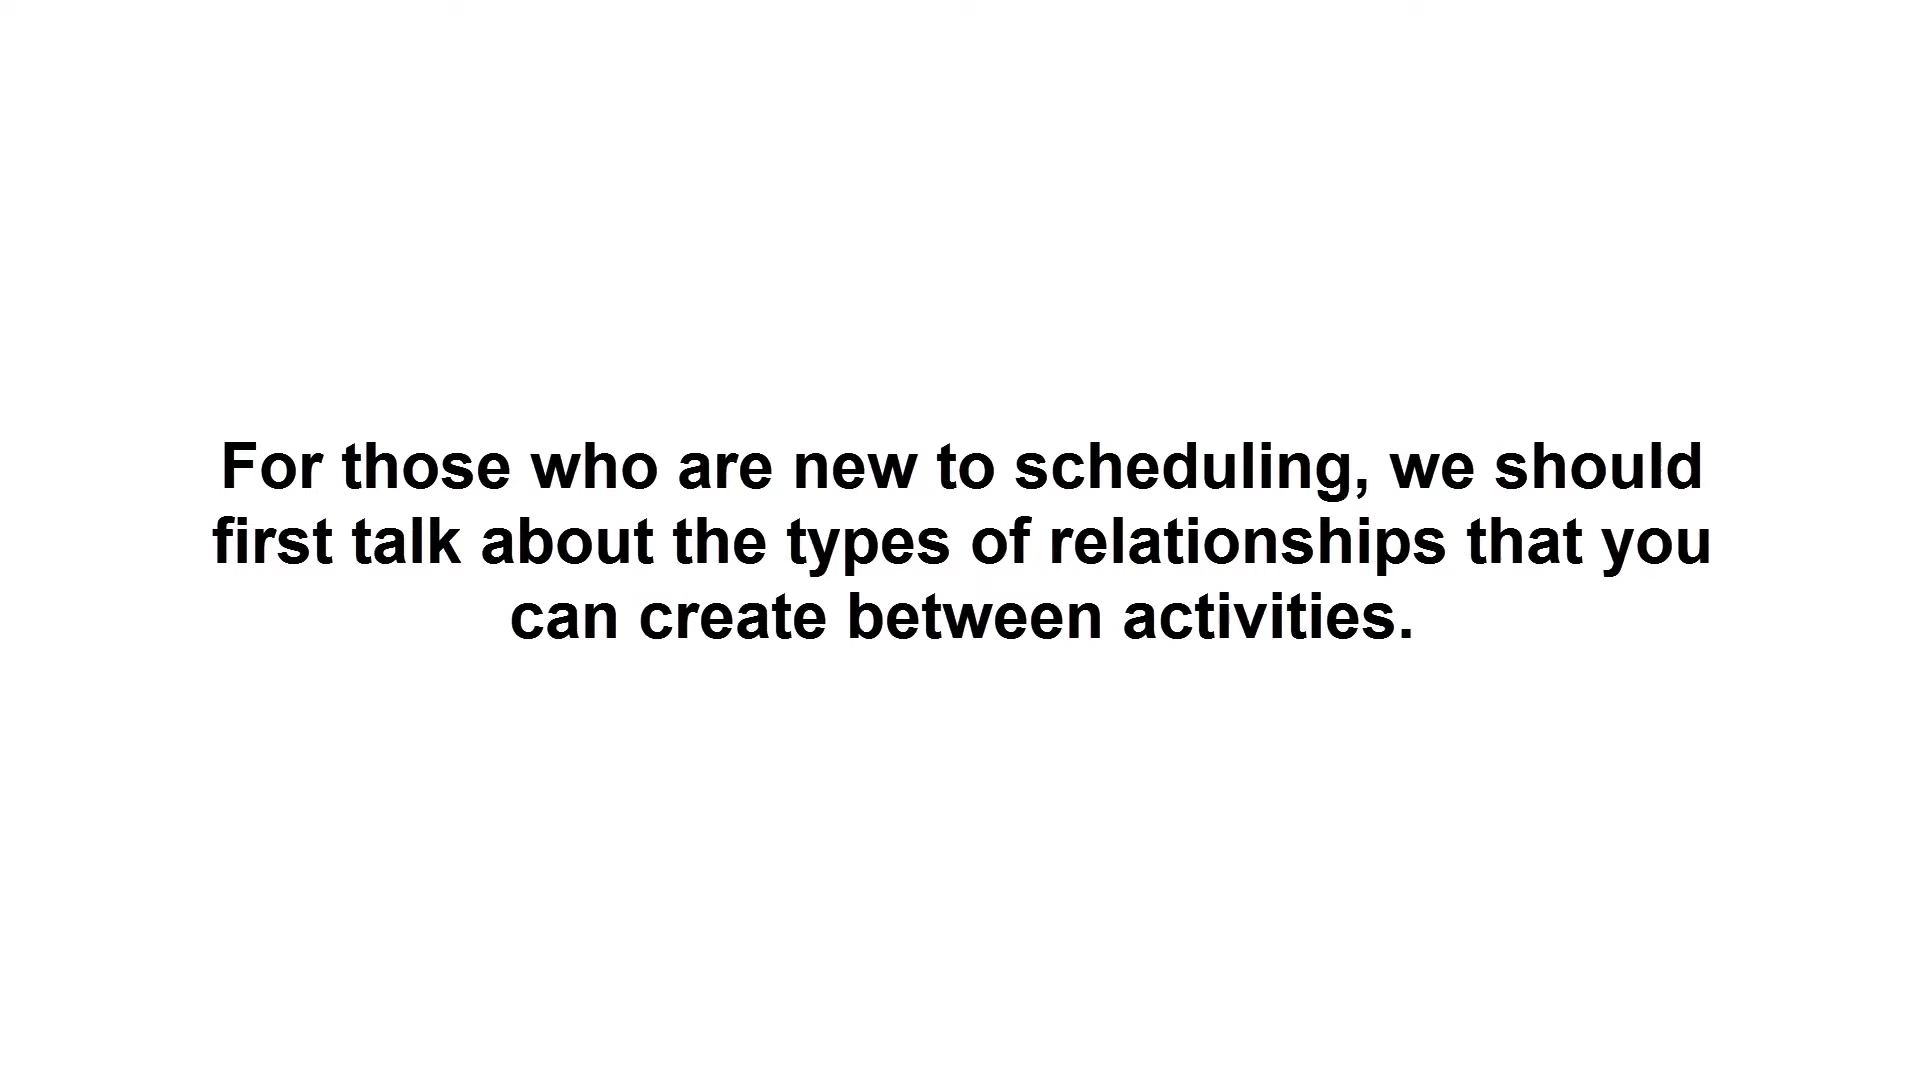 For those who are new to scheduling, we should
first talk about the types of relationships that you
can create between activities.